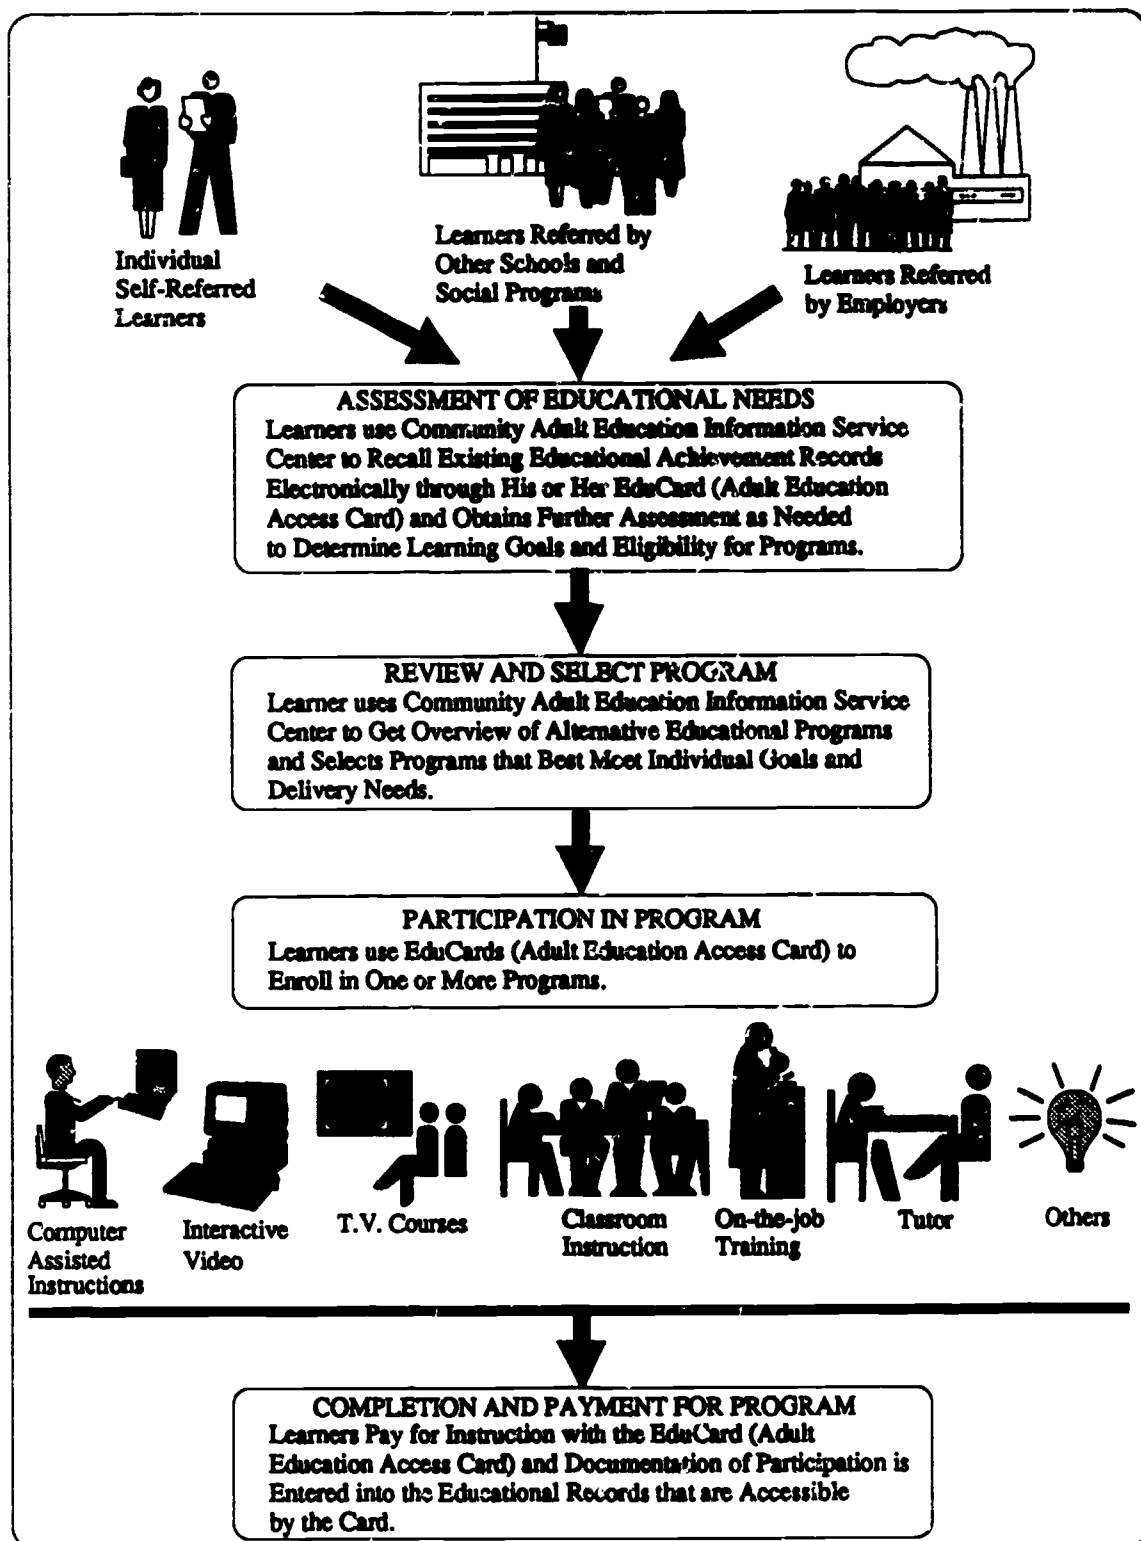 Individual
Self-Referred
Learners
Learners Referred by
Other Schools and
Social Programs
Learners Referred
by Employers
ASSESSMENT OF EDUCATIONAL NEEDS
Learners use Community Adult Education Information Service
Center to Recall Existing Educational Achievement Records
Electronically through His or Her EduCard (Adult Education
Access Card) and Obtains Further Assessment as Needed
to Determine Learning Goals and Eligibility for Programs.
REVIEW AND SELECT PROGRAM
Learner uses Community Adult Education Information Service
Center to Get Overview of Alternative Educational Programs
and Selects Programs that Best Meet Individual Goals and
Delivery Needs.
PARTICIPATION IN PROGRAM
Learners use EduCards (Adult Education Access Card) to
Enroll in One or More Programs.
Computer
Assisted
Instructions
Interactive
Video
T.V. Courses
Classroom
Instruction
On-the-job
Training
Tutor
Others
COMPLETION AND PAYMENT FOR PROGRAM
Learners Pay for Instruction with the EduCard (Adult
Education Access Card) and Documentation of Participation is
Entered into the Educational Records that are Accessible
by the Card.